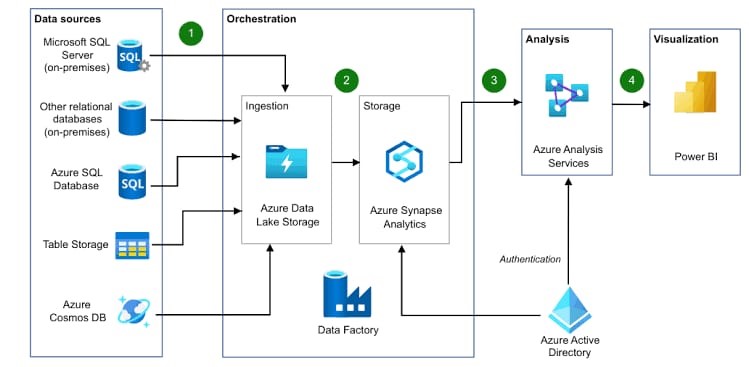 Data sources
Microsoft SQL
Server
(on-premises)
SQL
Other relational
databases
(on-premises)
Azure SQL
Database
SQL
Table Storage
Azure
Cosmos DB
1
Orchestration
Ingestion
Azure Data
Lake Storage
2
Storage
Azure Synapse
Analytics
Data Factory
3
Analysis
Azure Analysis
Services
4
Visualization
Power BI
Authentication
Azure Active
Directory